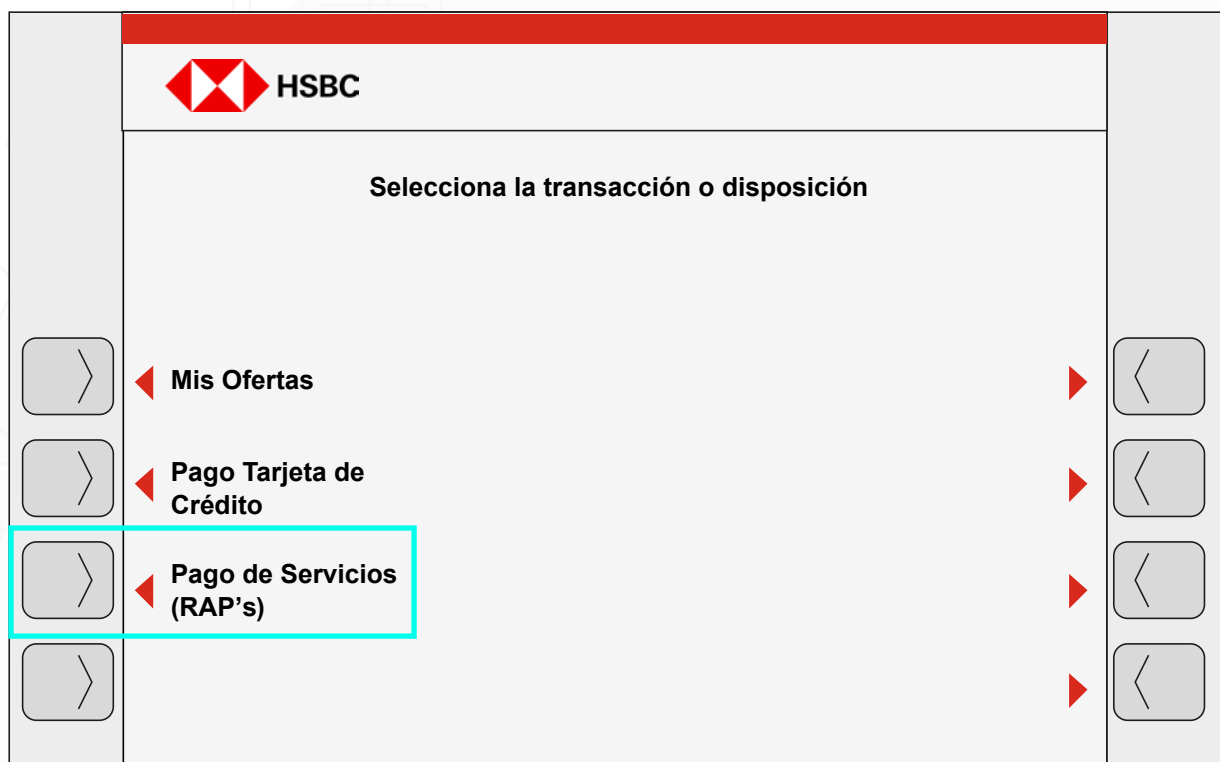 HSBC
Selecciona la transacción o disposición
Mis Ofertas
Pago Tarjeta de
Crédito
Pago de Servicios
(RAP’s)